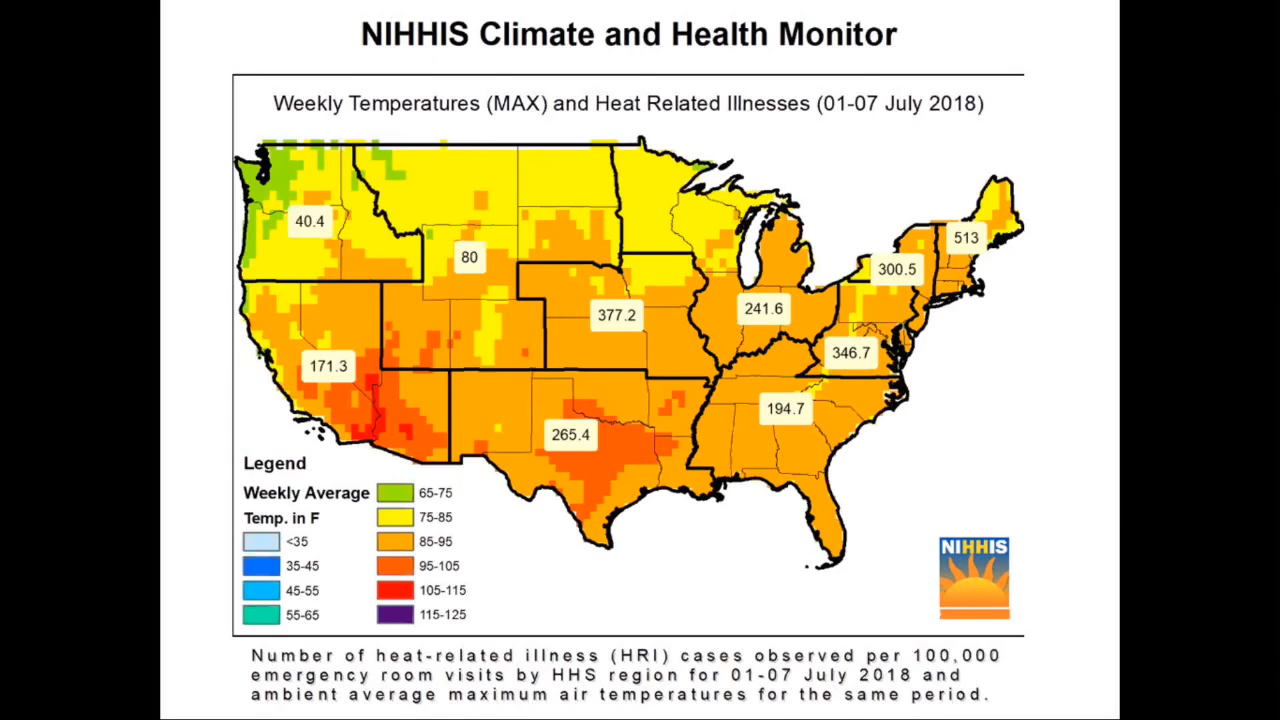 NIHHIS Climate and Health Monitor
Weekly Temperatures (MAX) and Heat Related Illnesses (01-07 July 2018)
40.4
80
513
300.5
377.2
241.6
346.7
171.3
194.7
265.4
Legend
Weekly Average
Temp. in F
<35
35-45
45-55
55-65
65-75
75-85
85-95
95-105
105-115
115-125
NIHHIS
Number of heat-related illness (HRI) cases observed per 100,000
emergency room visits by HHS region for 01-07 July 2018 and
ambient average maximum air temperatures for the same period.